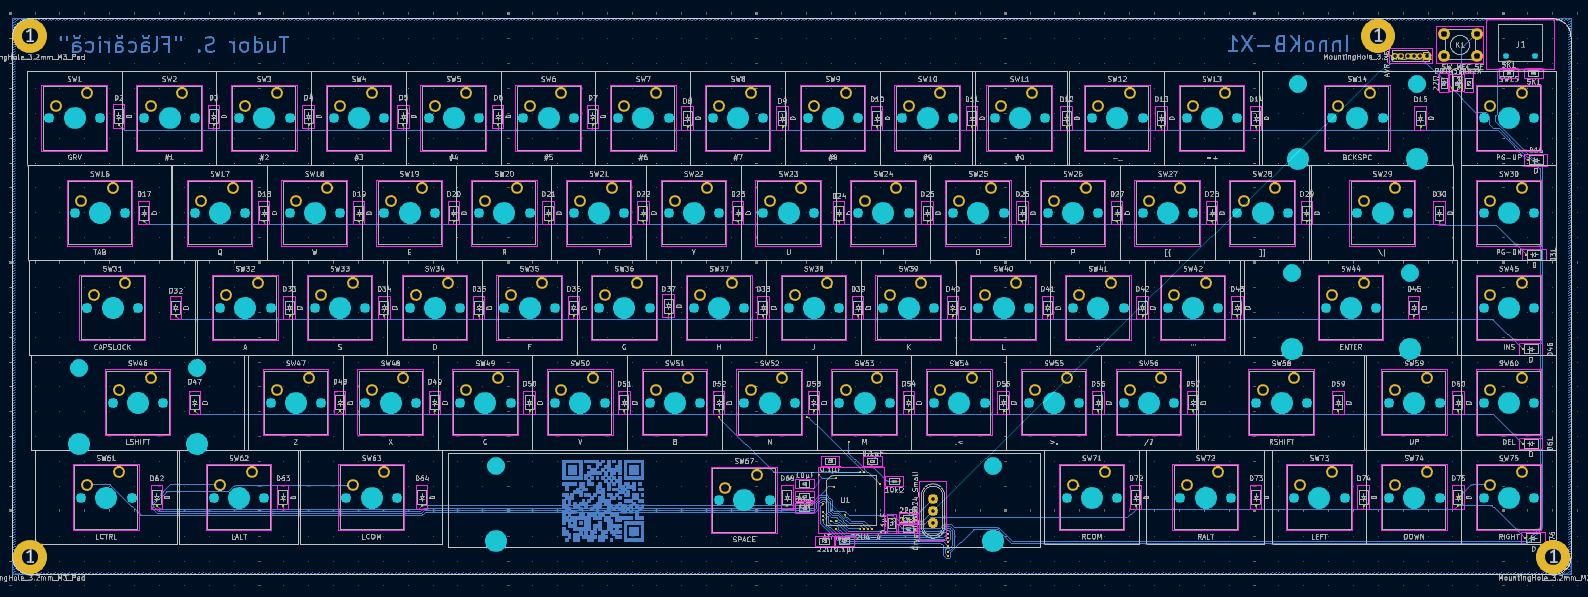 Tudor S. "Flăcărică"
InnoKB-X1
1
1
K1
J1
MountingHole_3.2mm_M3_Pad
SW1 SW2 SW3 SW4 SW5 SW6 SW7 SW8 SW9 SW10 SW11 SW12 SW13 SW14 SW15
D2 D3 D4 D5 D6 D7 D8 D9 D10 D11 D12 D13 D15
GRV #1 #2 #3 #4 #5 #6 #7 #8 #9 #0 -_ =+ BCKSPC PG-UP
SW16 SW17 SW18 SW19 SW20 SW21 SW22 SW23 SW24 SW25 SW26 SW27 SW28 SW29 SW30
D17 D18 D19 D20 D21 D22 D23 D24 D25 D26 D27 D28 D29 D30
TAB Q W E R T Y U I O P [{ ]} \| PG-DN
SW31 SW32 SW33 SW34 SW35 SW36 SW37 SW38 SW39 SW40 SW41 SW42 SW44 SW45
D32 D33 D34 D35 D36 D37 D38 D39 D40 D41 D42 D43 D45
CAPSLOCK A S D F G H J K L ENTER INS
SW46 SW47 SW48 SW49 SW50 SW51 SW52 SW53 SW54 SW55 SW56 SW58 SW59 SW60
D47 D48 D49 D50 D51 D52 D53 D54 D55 D56 D57 D59 D60
LSHIFT Z X C V B N M ,< >. /? RSHIFT UP DEL
SW61 SW62 SW63 SW67 SW71 SW72 SW73 SW74 SW75
D62 D63 D64 U1 D72 D73 D74 D75
LCTRL LALT LCOM SPACE RCOM RALT LEFT DOWN RIGHT
1
1
MountingHole_3.2mm_M3_Pad